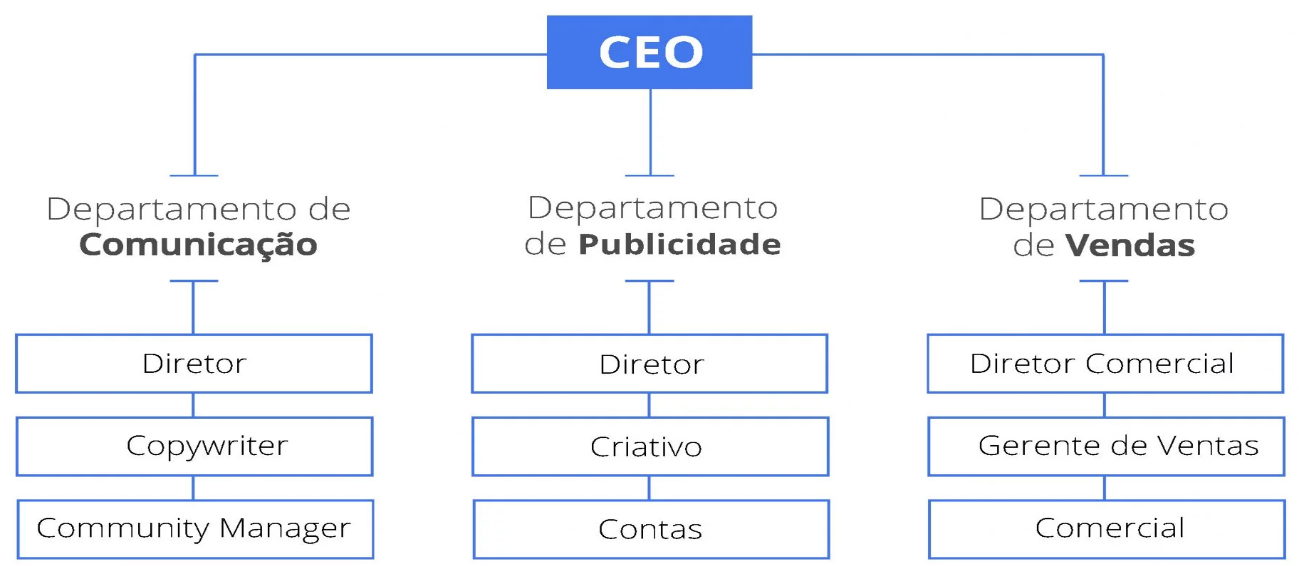 CEO
Departamento de
Comunicação
Diretor
Copywriter
Community Manager
Departamento
de Publicidade
Diretor
Criativo
Contas
Departamento
de Vendas
Diretor Comercial
Gerente de Ventas
Comercial